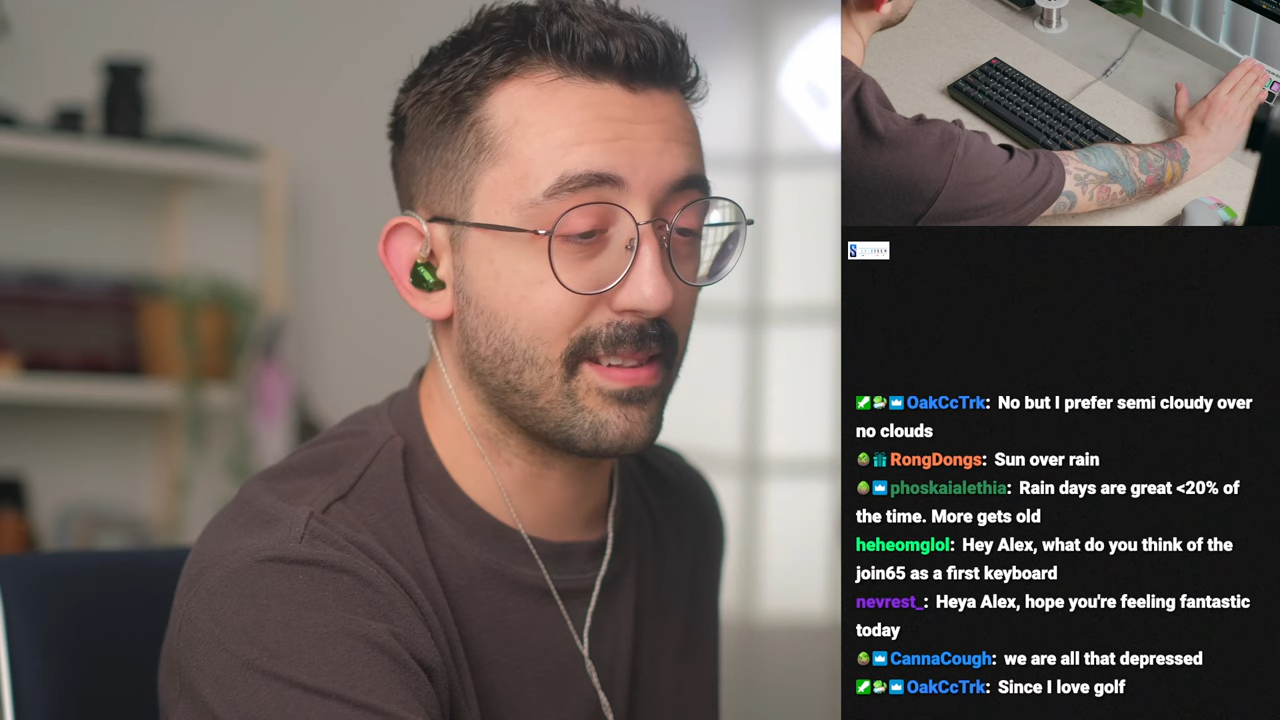 OakCcTrk: No but I prefer semi cloudy over
no clouds
RongDongs: Sun over rain
phoskaialethia: Rain days are great <20% of
the time. More gets old
heheomglol: Hey Alex, what do you think of the
join65 as a first keyboard
nevrest_: Heya Alex, hope you're feeling fantastic
today
CannaCough: we are all that depressed
OakCcTrk: Since I love golf